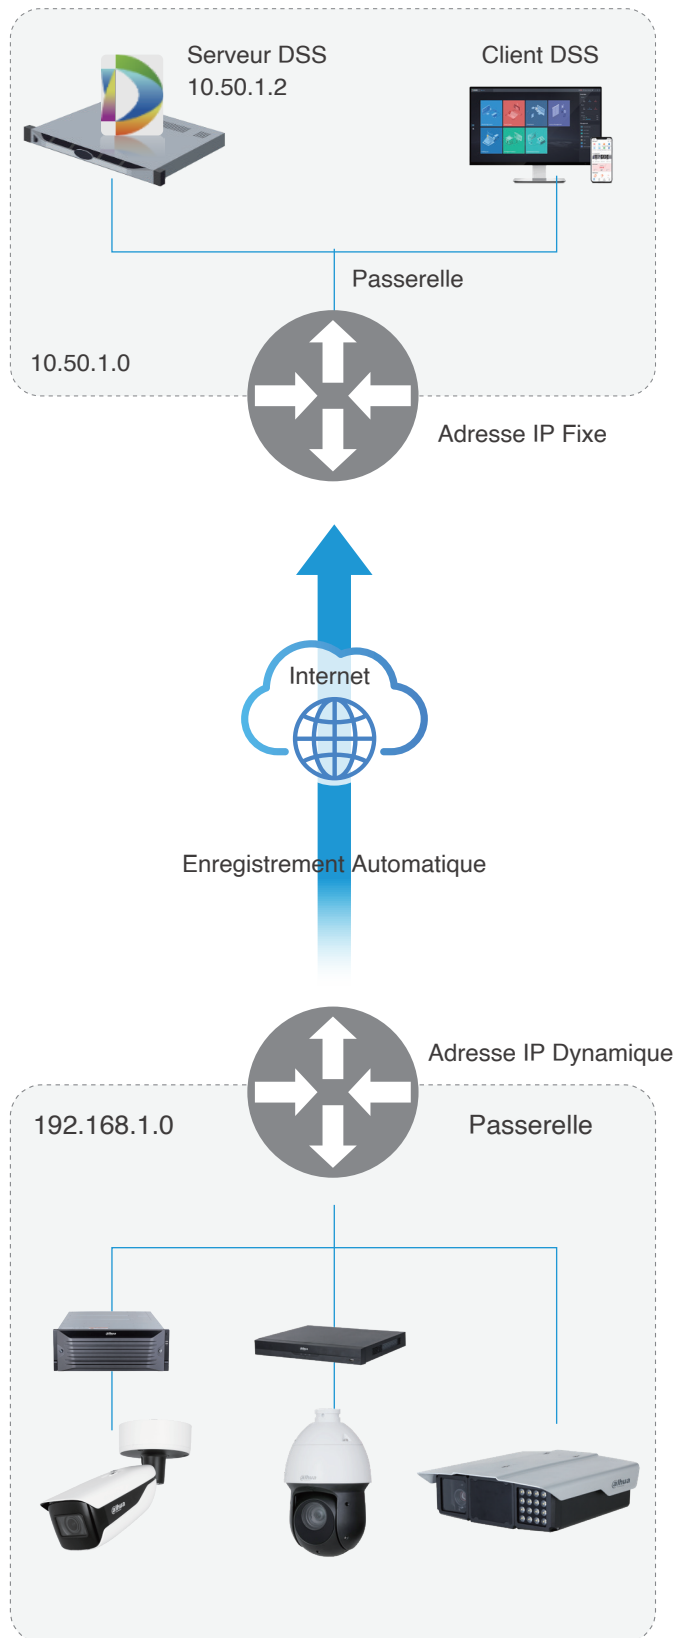 Serveur DSS
10.50.1.2
Client DSS
Passerelle
10.50.1.0
Adresse IP Fixe
Internet
Enregistrement Automatique
Adresse IP Dynamique
192.168.1.0
Passerelle
alhua